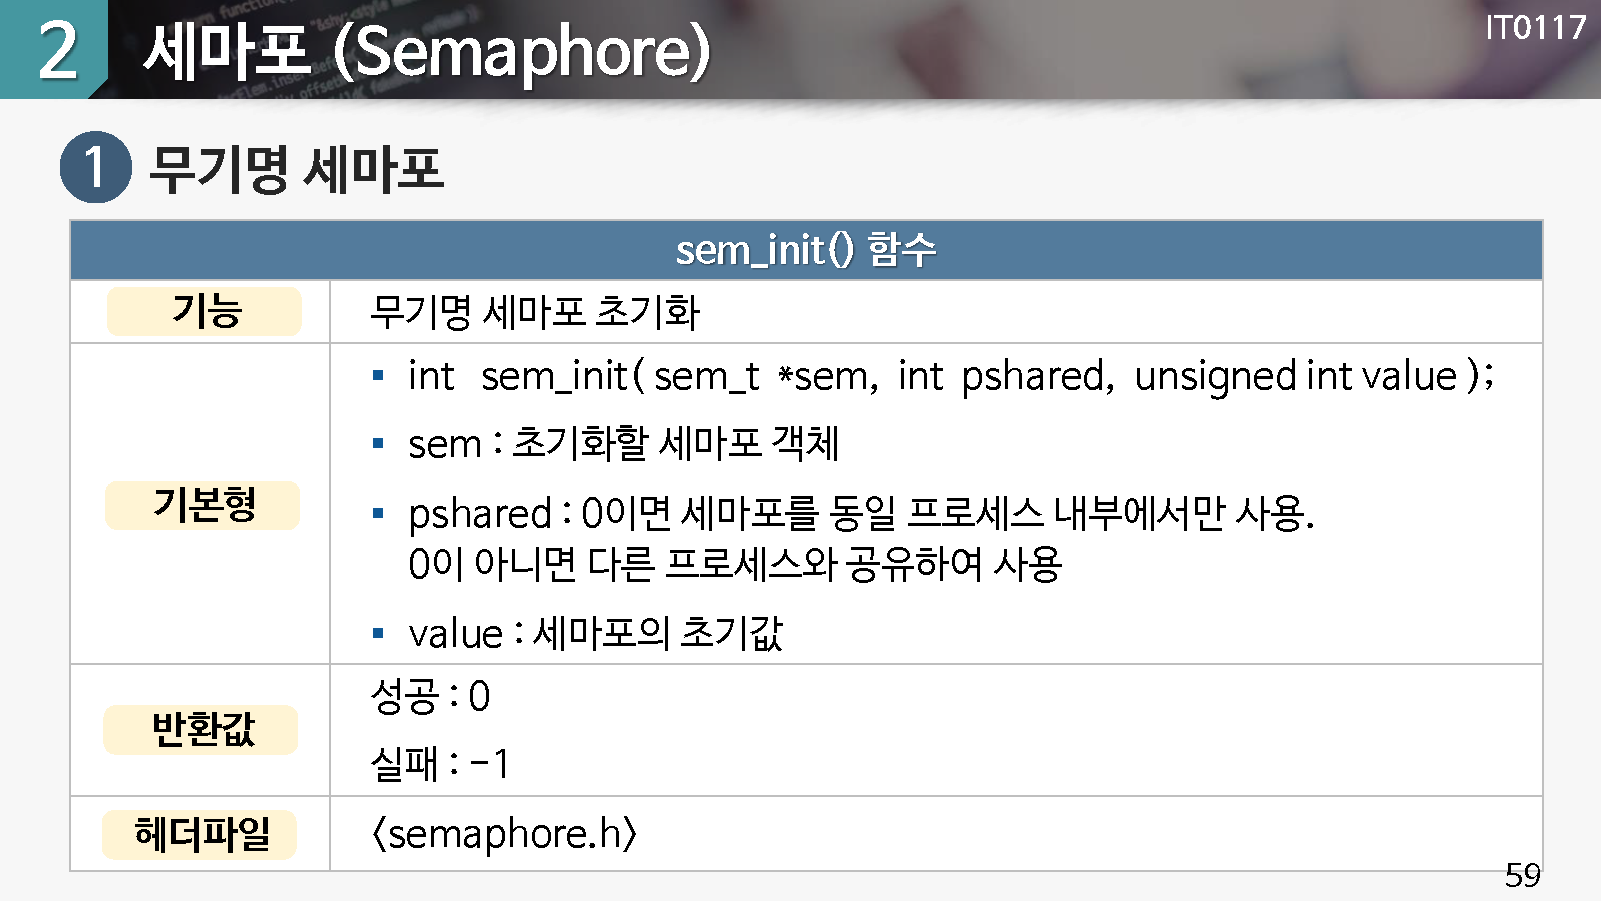 2 세마포 (Semaphore)
IT0117
1 무기명 세마포
sem_init() 함수
기능
무기명 세마포 초기화
기본형
▪ int sem_init( sem_t *sem, int pshared, unsigned int value );
▪ sem : 초기화할 세마포 객체
▪ pshared : 0이면 세마포를 동일 프로세스 내부에서만 사용.
0이 아니면 다른 프로세스와 공유하여 사용
▪ value : 세마포의 초기값
반환값
성공 : 0
실패 : -1
헤더파일
<semaphore.h>
59